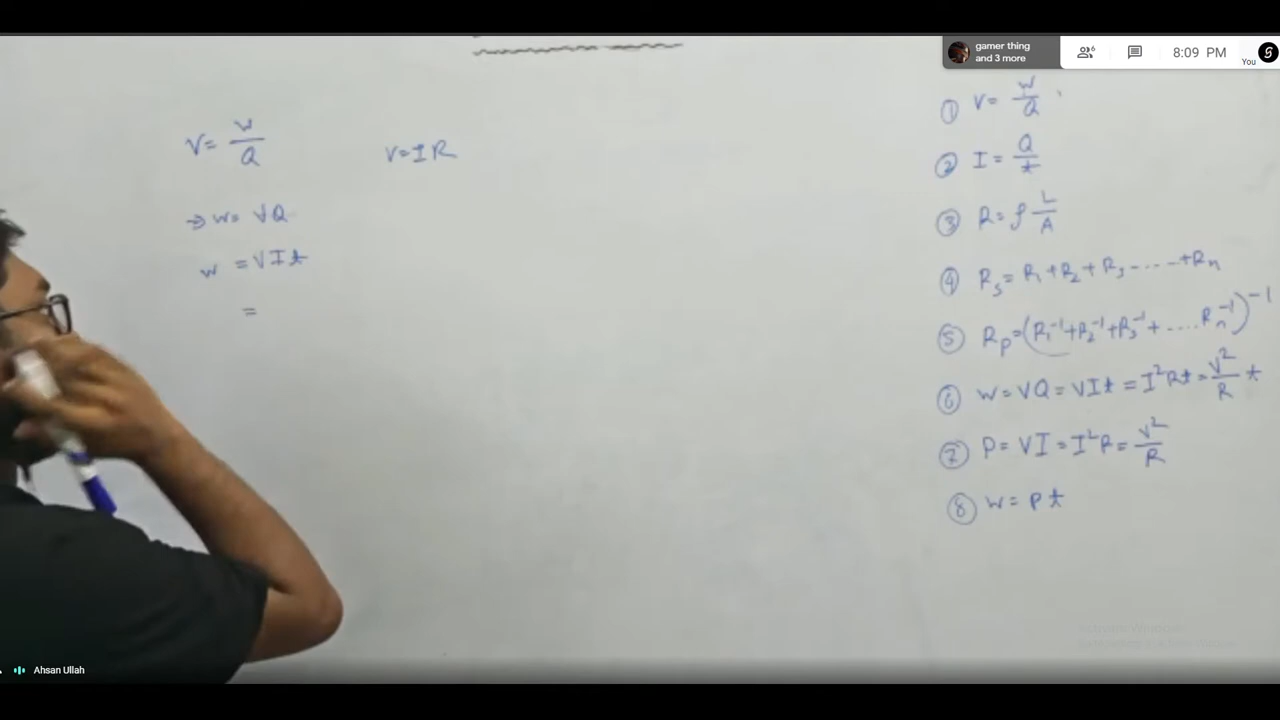 gamer thing
and 3 more
6
8:09 PM
You
V = W/Q
V = IR
→ W = VQ
W = VIt
=
① V = W/Q
② I = Q/t
③ R = ρ L/A
④ Rs = R₁ + R₂ + R₃ ..... + Rn
⑤ Rp = (R₁⁻¹ + R₂⁻¹ + R₃⁻¹ + ..... Rn⁻¹)⁻¹
⑥ W = VQ = VIt = I²Rt = V²/R t
⑦ P = VI = I²R = V²/R
⑧ W = Pt
Ahsan Ullah